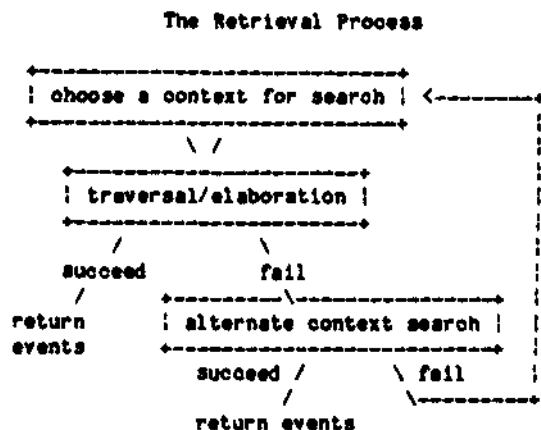 The Retrieval Process
choose a context for search
traversal/elaboration
succeed fail
return
events
alternate context search
succeed fail
return events